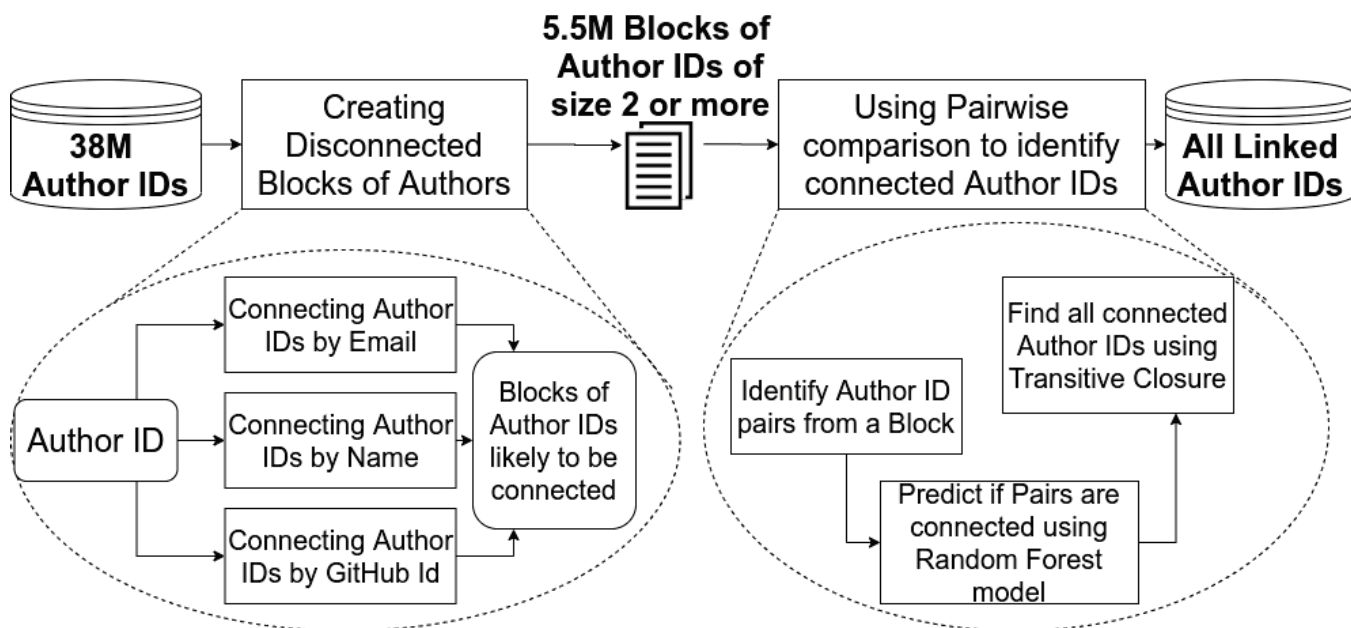 38M
Author IDs
Creating
Disconnected
Blocks of Authors
5.5M Blocks of
Author IDs of
size 2 or more
Using Pairwise
comparison to identify
connected Author IDs
All Linked
Author IDs
Author ID
Connecting Author
IDs by Email
Connecting Author
IDs by Name
Connecting Author
IDs by GitHub Id
Blocks of
Author IDs
likely to be
connected
Identify Author ID
pairs from a Block
Predict if Pairs are
connected using
Random Forest
model
Find all connected
Author IDs using
Transitive Closure